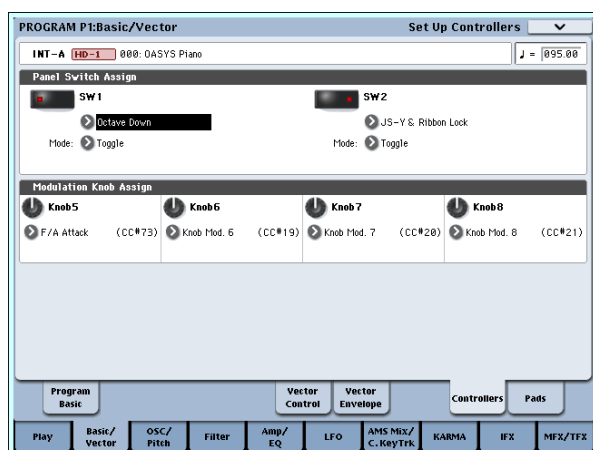 PROGRAM P1:Basic/Vector Set Up Controllers
INT-A HD-1 000: OASYS Piano ♩ = 095.00
Panel Switch Assign
SW1 SW2
Octave Down JS-Y & Ribbon Lock
Mode: Toggle Mode: Toggle
Modulation Knob Assign
Knob5 Knob6 Knob7 Knob8
F/A Attack (CC#73) Knob Mod. 6 (CC#19) Knob Mod. 7 (CC#20) Knob Mod. 8 (CC#21)
Program Basic Vector Control Vector Envelope Controllers Pads
Play Basic/Vector OSC/Pitch Filter Amp/EQ LFO AMS Mix/C.KeyTrk KARMA IFX MFX/TFX